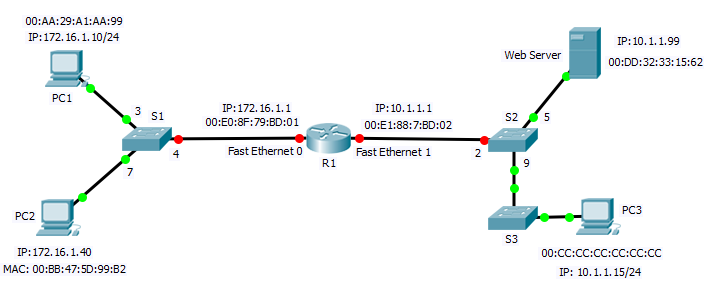 00:AA:29:A1:AA:99
IP:172.16.1.10/24
PC1
3
S1
4
7
PC2
IP:172.16.1.40
MAC: 00:BB:47:5D:99:B2
IP:172.16.1.1
00:E0:8F:79:BD:01
Fast Ethernet 0
R1
IP:10.1.1.1
00:E1:88:7:BD:02
Fast Ethernet 1
Web Server
IP:10.1.1.99
00:DD:32:33:15:62
S2
5
2
9
S3
PC3
00:CC:CC:CC:CC:CC:CC
IP: 10.1.1.15/24